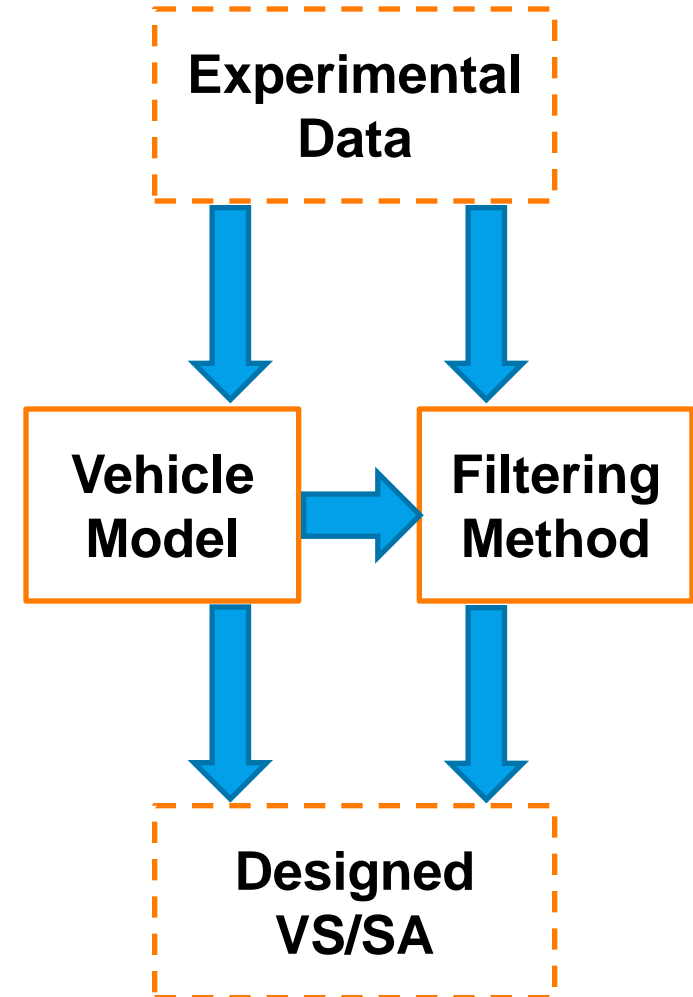 Experimental
Data
Vehicle
Model
Filtering
Method
Designed
VS/SA